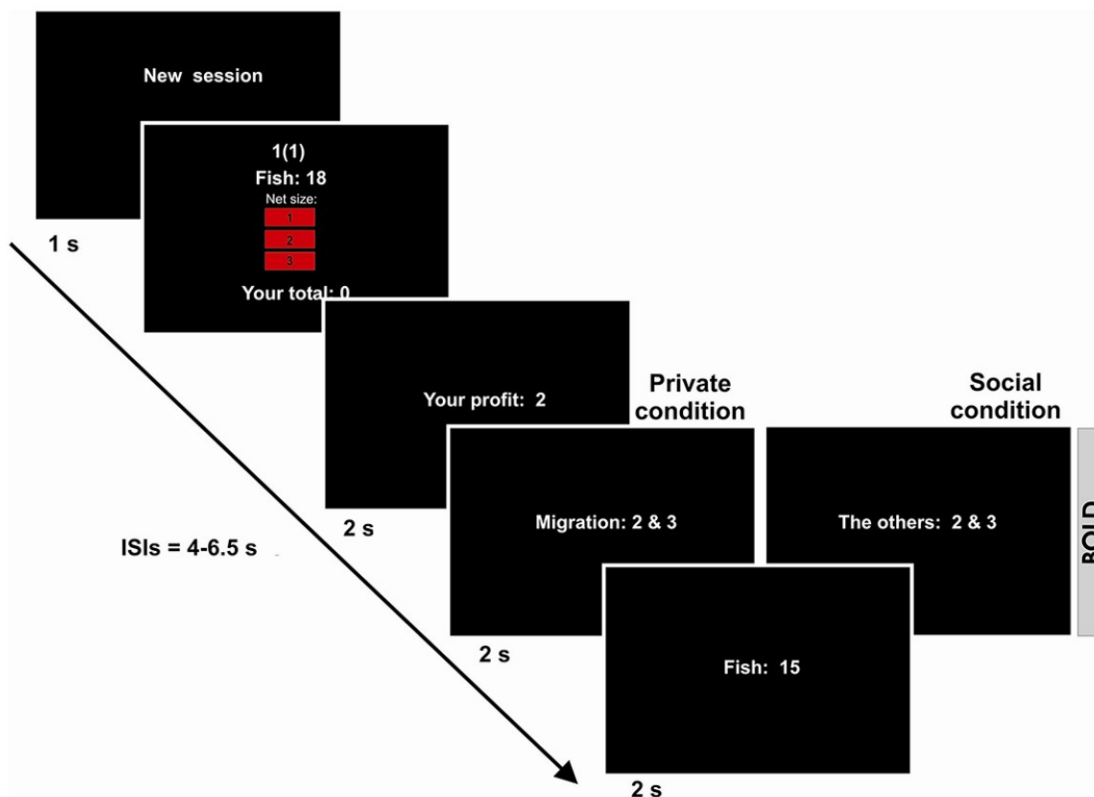 New session
1(1)
Fish: 18
Net size:
1
2
3
Your total: 0
1 s
Your profit: 2
2 s
Private
condition
Social
condition
Migration: 2 & 3
The others: 2 & 3
BOLD
ISIs = 4-6.5 s
2 s
Fish: 15
2 s